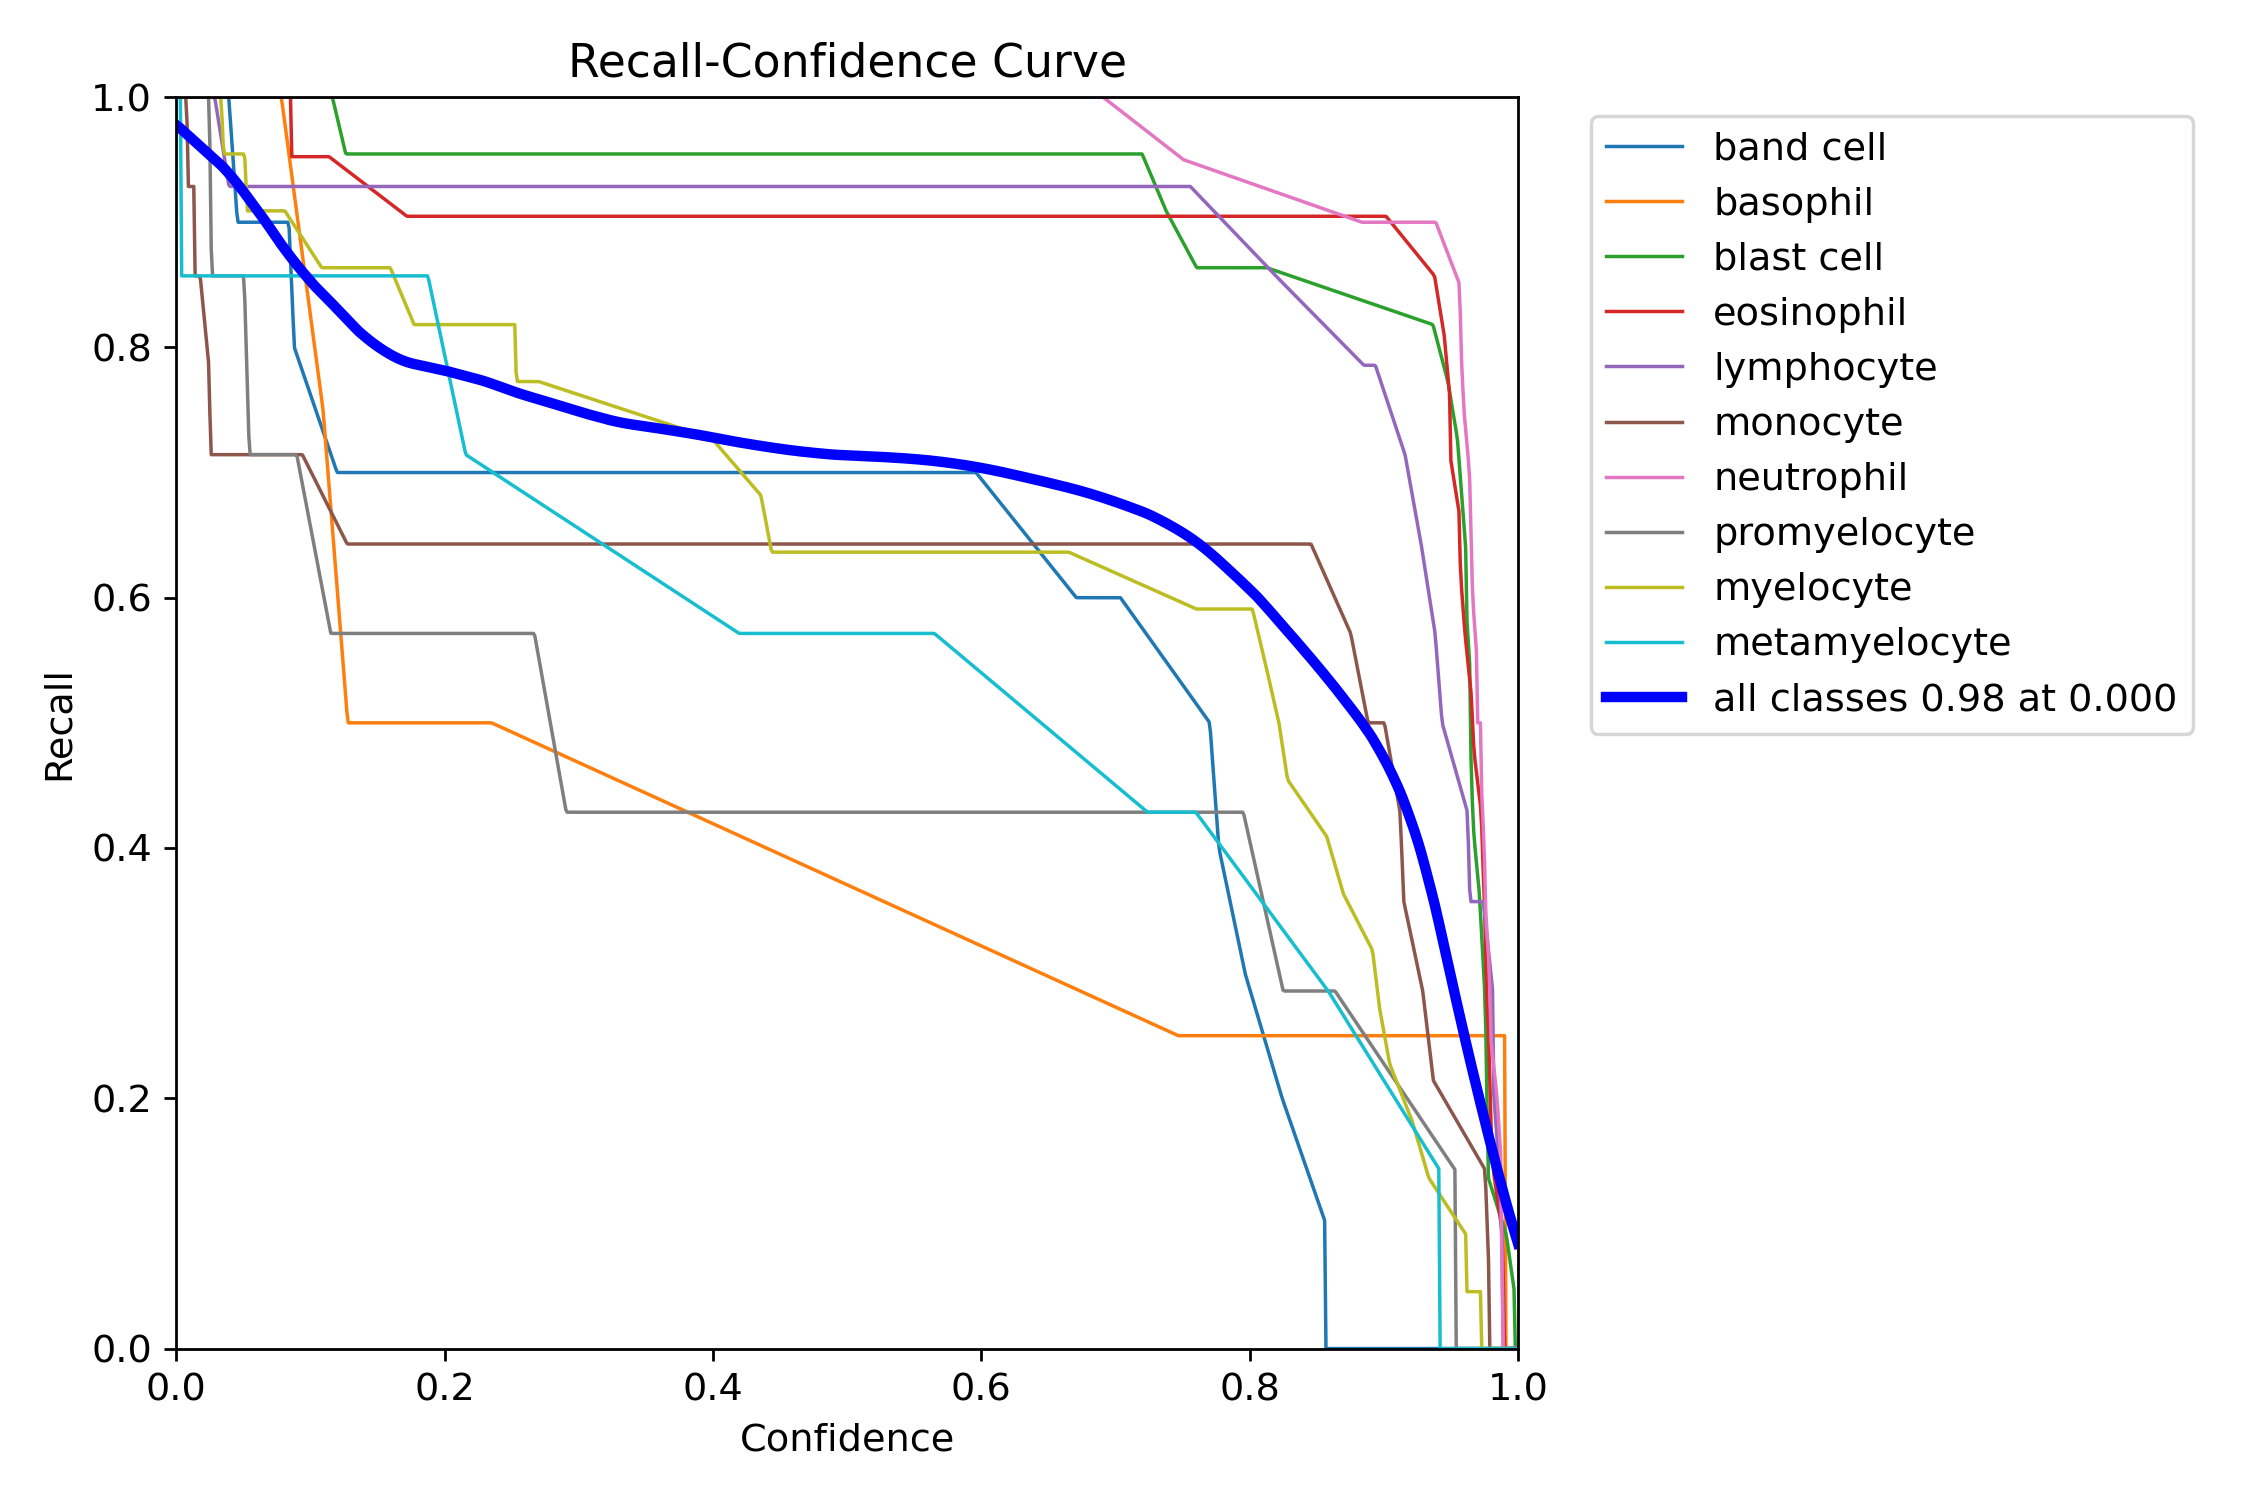 Recall-Confidence Curve
1.0
0.8
0.6
0.4
0.2
0.0
Recall
0.0 0.2 0.4 0.6 0.8 1.0
Confidence
band cell
basophil
blast cell
eosinophil
lymphocyte
monocyte
neutrophil
promyelocyte
myelocyte
metamyelocyte
all classes 0.98 at 0.000